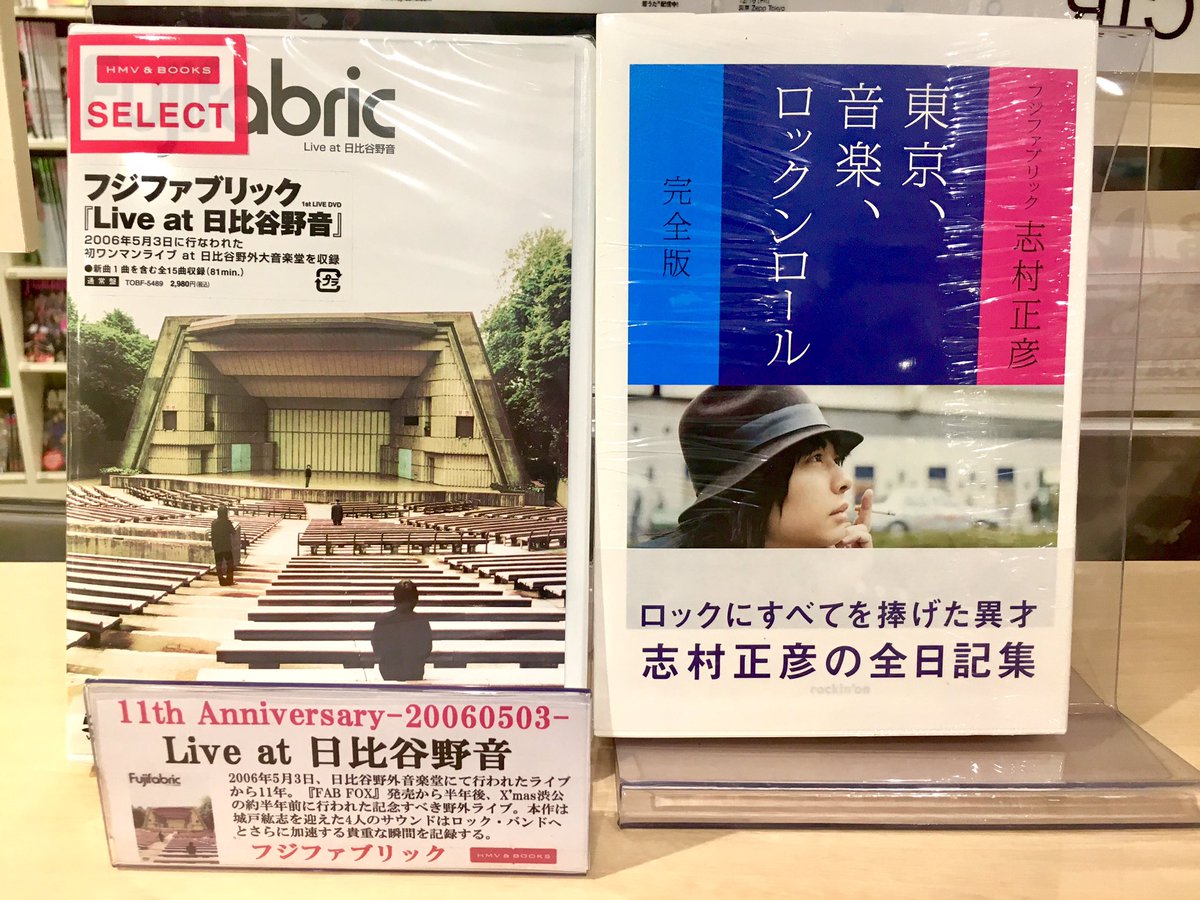 着うた®配信中!
東京 Zepp Tokyo
HMV & BOOKS
SELECT
abric
Live at 日比谷野音
フジファブリック
1st LIVE DVD
『Live at 日比谷野音』
2006年5月3日に行なわれた
初ワンマンライブ at 日比谷野外大音楽堂を収録
●新曲1曲を含む全15曲収録(81min.)
通常盤 TOBF-5489 2,980円(税込)
プラ
11th Anniversary-20060503-
Live at 日比谷野音
Fujifabric
2006年5月3日、日比谷野外音楽堂にて行われたライブ
から11年。『FAB FOX』発売から半年後、X'mas渋公
の約半年前に行われた記念すべき野外ライブ。本作は
城戸紘志を迎えた4人のサウンドはロック・バンドへ
とさらに加速する貴重な瞬間を記録する。
フジファブリック
HMV & BOOKS
フジファブリック 志村正彦
東京、
音楽、
ロックンロール
完全版
ロックにすべてを捧げた異才
志村正彦の全日記集
rockin'on